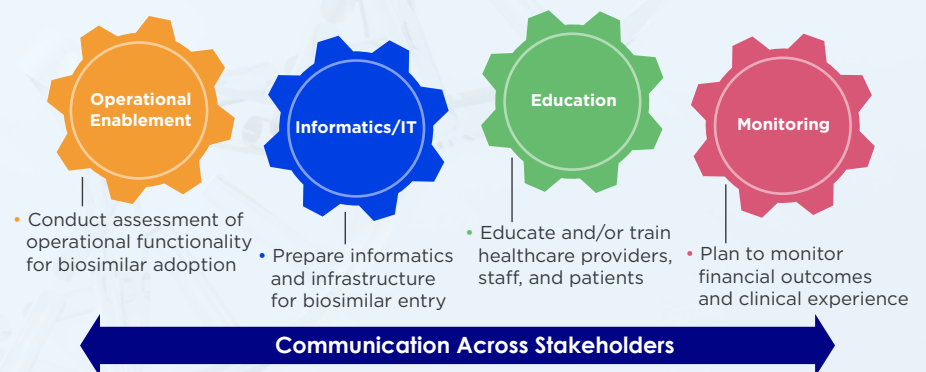 Operational
Enablement
Informatics/IT
Education
Monitoring
• Conduct assessment of
operational functionality
for biosimilar adoption
• Prepare informatics
and infrastructure
for biosimilar entry
• Educate and/or train
healthcare providers,
staff, and patients
• Plan to monitor
financial outcomes
and clinical experience
Communication Across Stakeholders